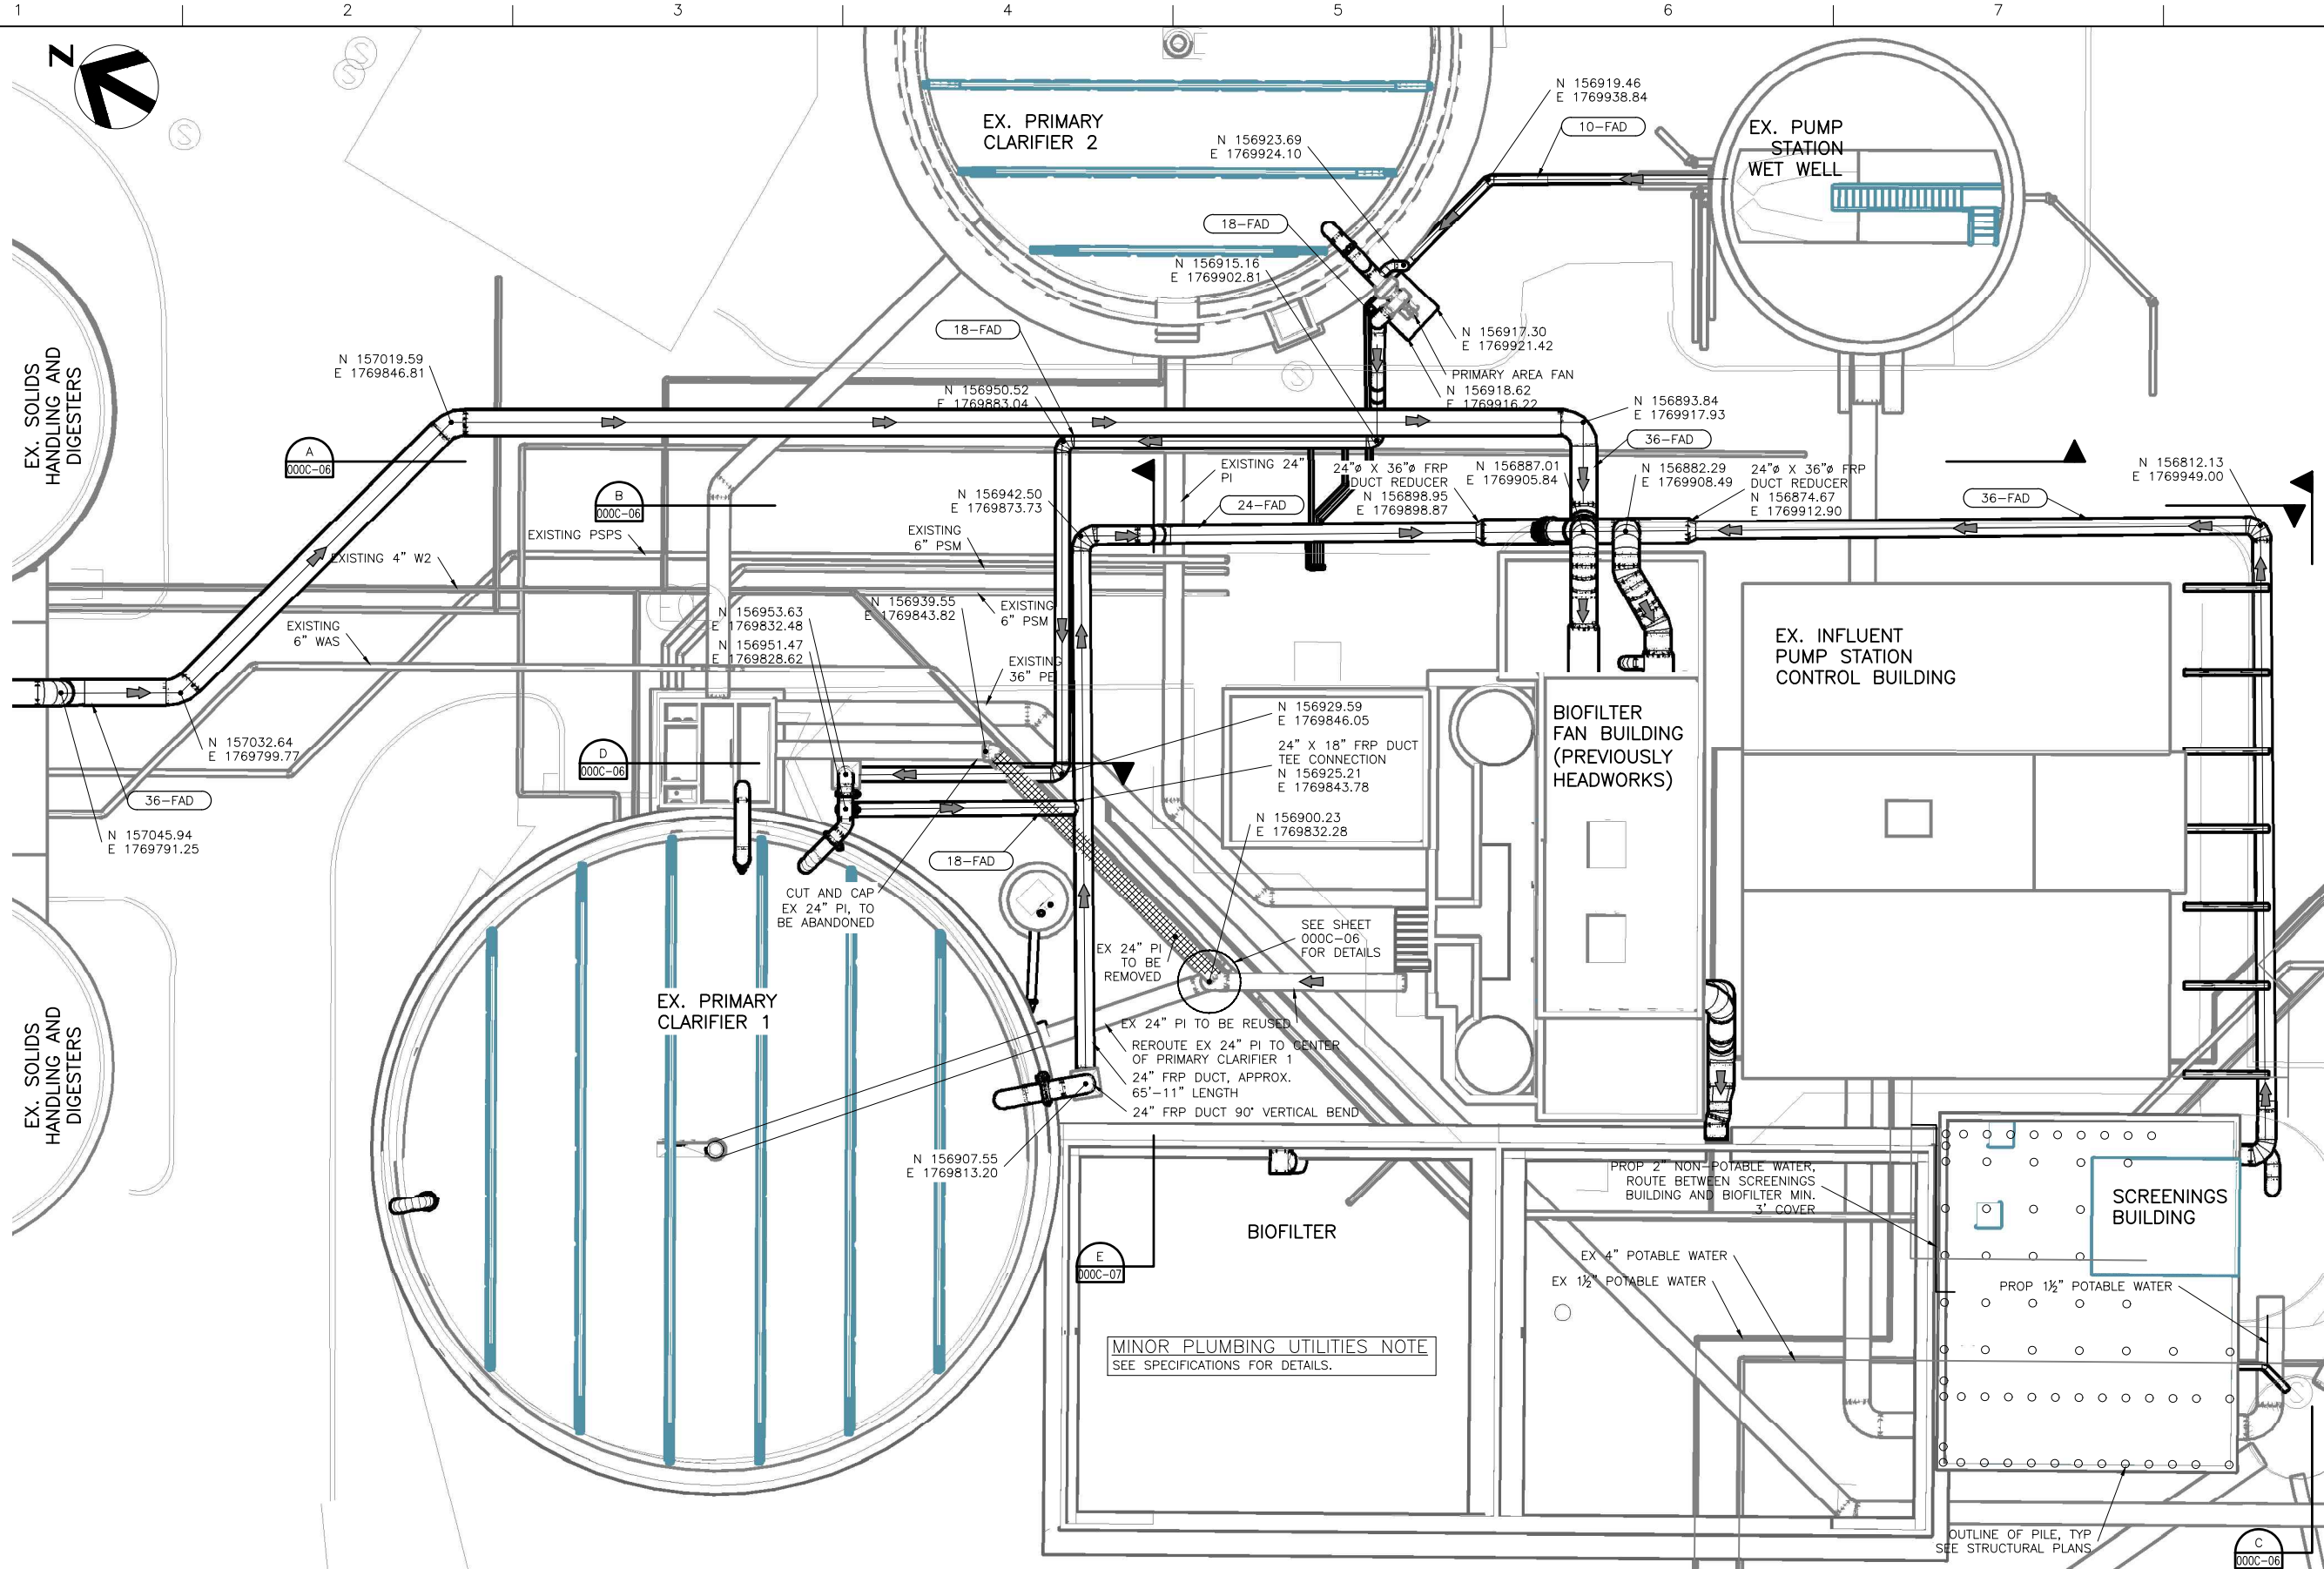 1
2
3
4
5
6
7
N
EX. PRIMARY
CLARIFIER 2
N 156923.69
E 1769924.10
N 156919.46
E 1769938.84
10-FAD
EX. PUMP
STATION
WET WELL
18-FAD
N 156915.16
E 1769902.81
18-FAD
N 156917.30
E 1769921.42
PRIMARY AREA FAN
N 156918.62
E 1769916.22
EX. SOLIDS
HANDLING AND
DIGESTERS
N 157019.59
E 1769846.81
N 156950.52
E 1769883.04
N 156893.84
E 1769917.93
36-FAD
A
000C-06
B
000C-06
EXISTING 24"
PI
24"ø X 36"ø FRP
DUCT REDUCER
N 156898.95
E 1769898.87
N 156887.01
E 1769905.84
N 156882.29
E 1769908.49
24"ø X 36"ø FRP
DUCT REDUCER
N 156874.67
E 1769912.90
N 156812.13
E 1769949.00
36-FAD
N 156942.50
E 1769873.73
24-FAD
EXISTING PSPS
EXISTING
6" PSM
EXISTING 4" W2
EXISTING
6" WAS
N 156953.63
E 1769832.48
N 156951.47
E 1769828.62
N 156939.55
E 1769843.82
EXISTING
6" PSM
EXISTING
36" PE
EX. INFLUENT
PUMP STATION
CONTROL BUILDING
N 157032.64
E 1769799.77
36-FAD
N 157045.94
E 1769791.25
D
000C-06
N 156929.59
E 1769846.05
24" X 18" FRP DUCT
TEE CONNECTION
N 156925.21
E 1769843.78
BIOFILTER
FAN BUILDING
(PREVIOUSLY
HEADWORKS)
N 156900.23
E 1769832.28
18-FAD
CUT AND CAP
EX 24" PI, TO
BE ABANDONED
EX 24" PI
TO BE
REMOVED
SEE SHEET
000C-06
FOR DETAILS
EX. PRIMARY
CLARIFIER 1
EX. SOLIDS
HANDLING AND
DIGESTERS
EX 24" PI TO BE REUSED
REROUTE EX 24" PI TO CENTER
OF PRIMARY CLARIFIER 1
24" FRP DUCT, APPROX.
65'-11" LENGTH
24" FRP DUCT 90° VERTICAL BEND
N 156907.55
E 1769813.20
PROP 2" NON-POTABLE WATER,
ROUTE BETWEEN SCREENINGS
BUILDING AND BIOFILTER MIN.
3' COVER
SCREENINGS
BUILDING
BIOFILTER
E
000C-07
EX 4" POTABLE WATER
EX 1½" POTABLE WATER
PROP 1½" POTABLE WATER
MINOR PLUMBING UTILITIES NOTE
SEE SPECIFICATIONS FOR DETAILS.
OUTLINE OF PILE, TYP
SEE STRUCTURAL PLANS
C
000C-06
S
S
S
S
S
E